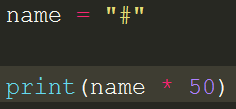 name = "#"
print(name * 50)